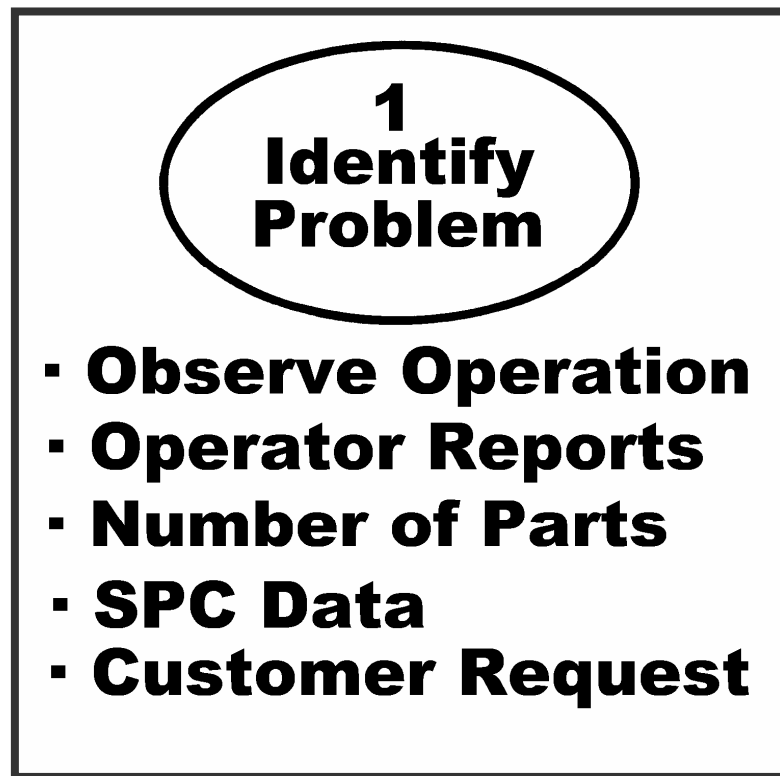 1
Identify
Problem
▪ Observe Operation
▪ Operator Reports
▪ Number of Parts
▪ SPC Data
▪ Customer Request